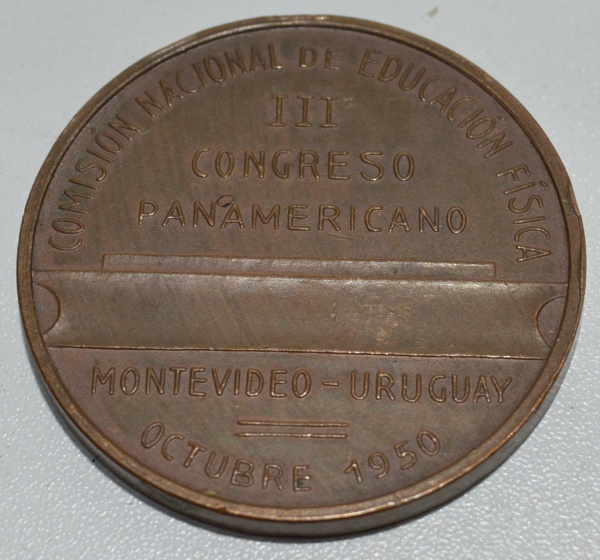 COMISIÓN NACIONAL DE EDUCACIÓN FÍSICA
III
CONGRESO
PANAMERICANO
MONTEVIDEO - URUGUAY
OCTUBRE 1950